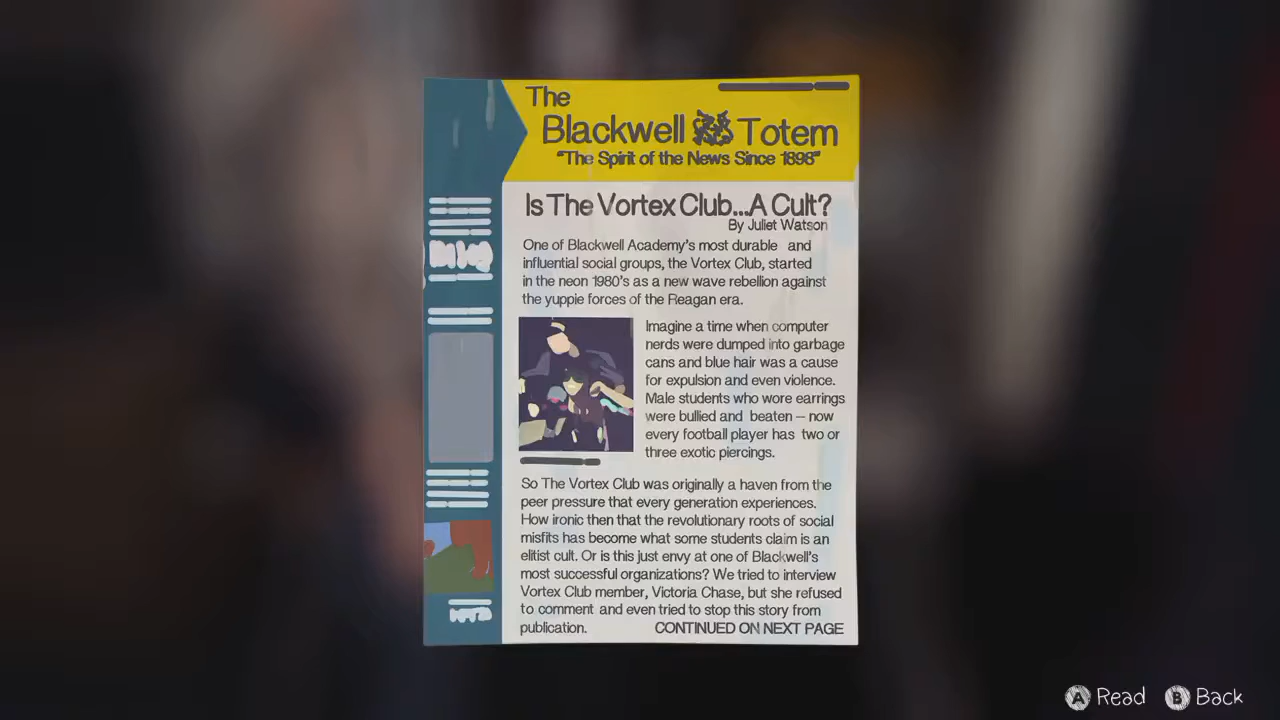 The
Blackwell Totem
"The Spirit of the News Since 1898"
Is The Vortex Club...A Cult?
By Juliet Watson
One of Blackwell Academy's most durable and
influential social groups, the Vortex Club, started
in the neon 1980's as a new wave rebellion against
the yuppie forces of the Reagan era.
Imagine a time when computer
nerds were dumped into garbage
cans and blue hair was a cause
for expulsion and even violence.
Male students who wore earrings
were bullied and beaten – now
every football player has two or
three exotic piercings.
So The Vortex Club was originally a haven from the
peer pressure that every generation experiences.
How ironic then that the revolutionary roots of social
misfits has become what some students claim is an
elitist cult. Or is this just envy at one of Blackwell's
most successful organizations? We tried to interview
Vortex Club member, Victoria Chase, but she refused
to comment and even tried to stop this story from
publication. CONTINUED ON NEXT PAGE
A Read B Back